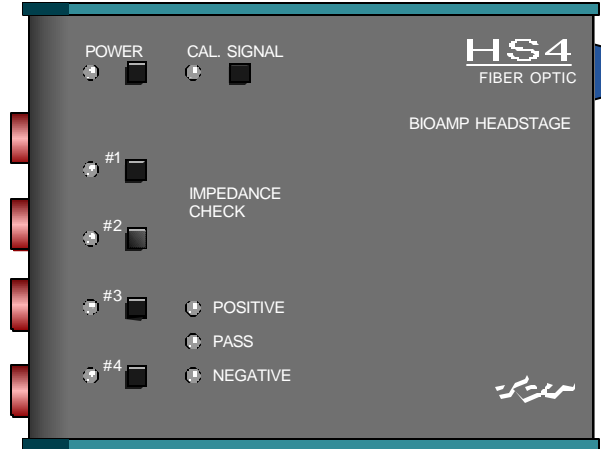 POWER
CAL. SIGNAL
HS4
FIBER OPTIC
BIOAMP HEADSTAGE
#1
IMPEDANCE
CHECK
#2
#3
POSITIVE
PASS
#4
NEGATIVE